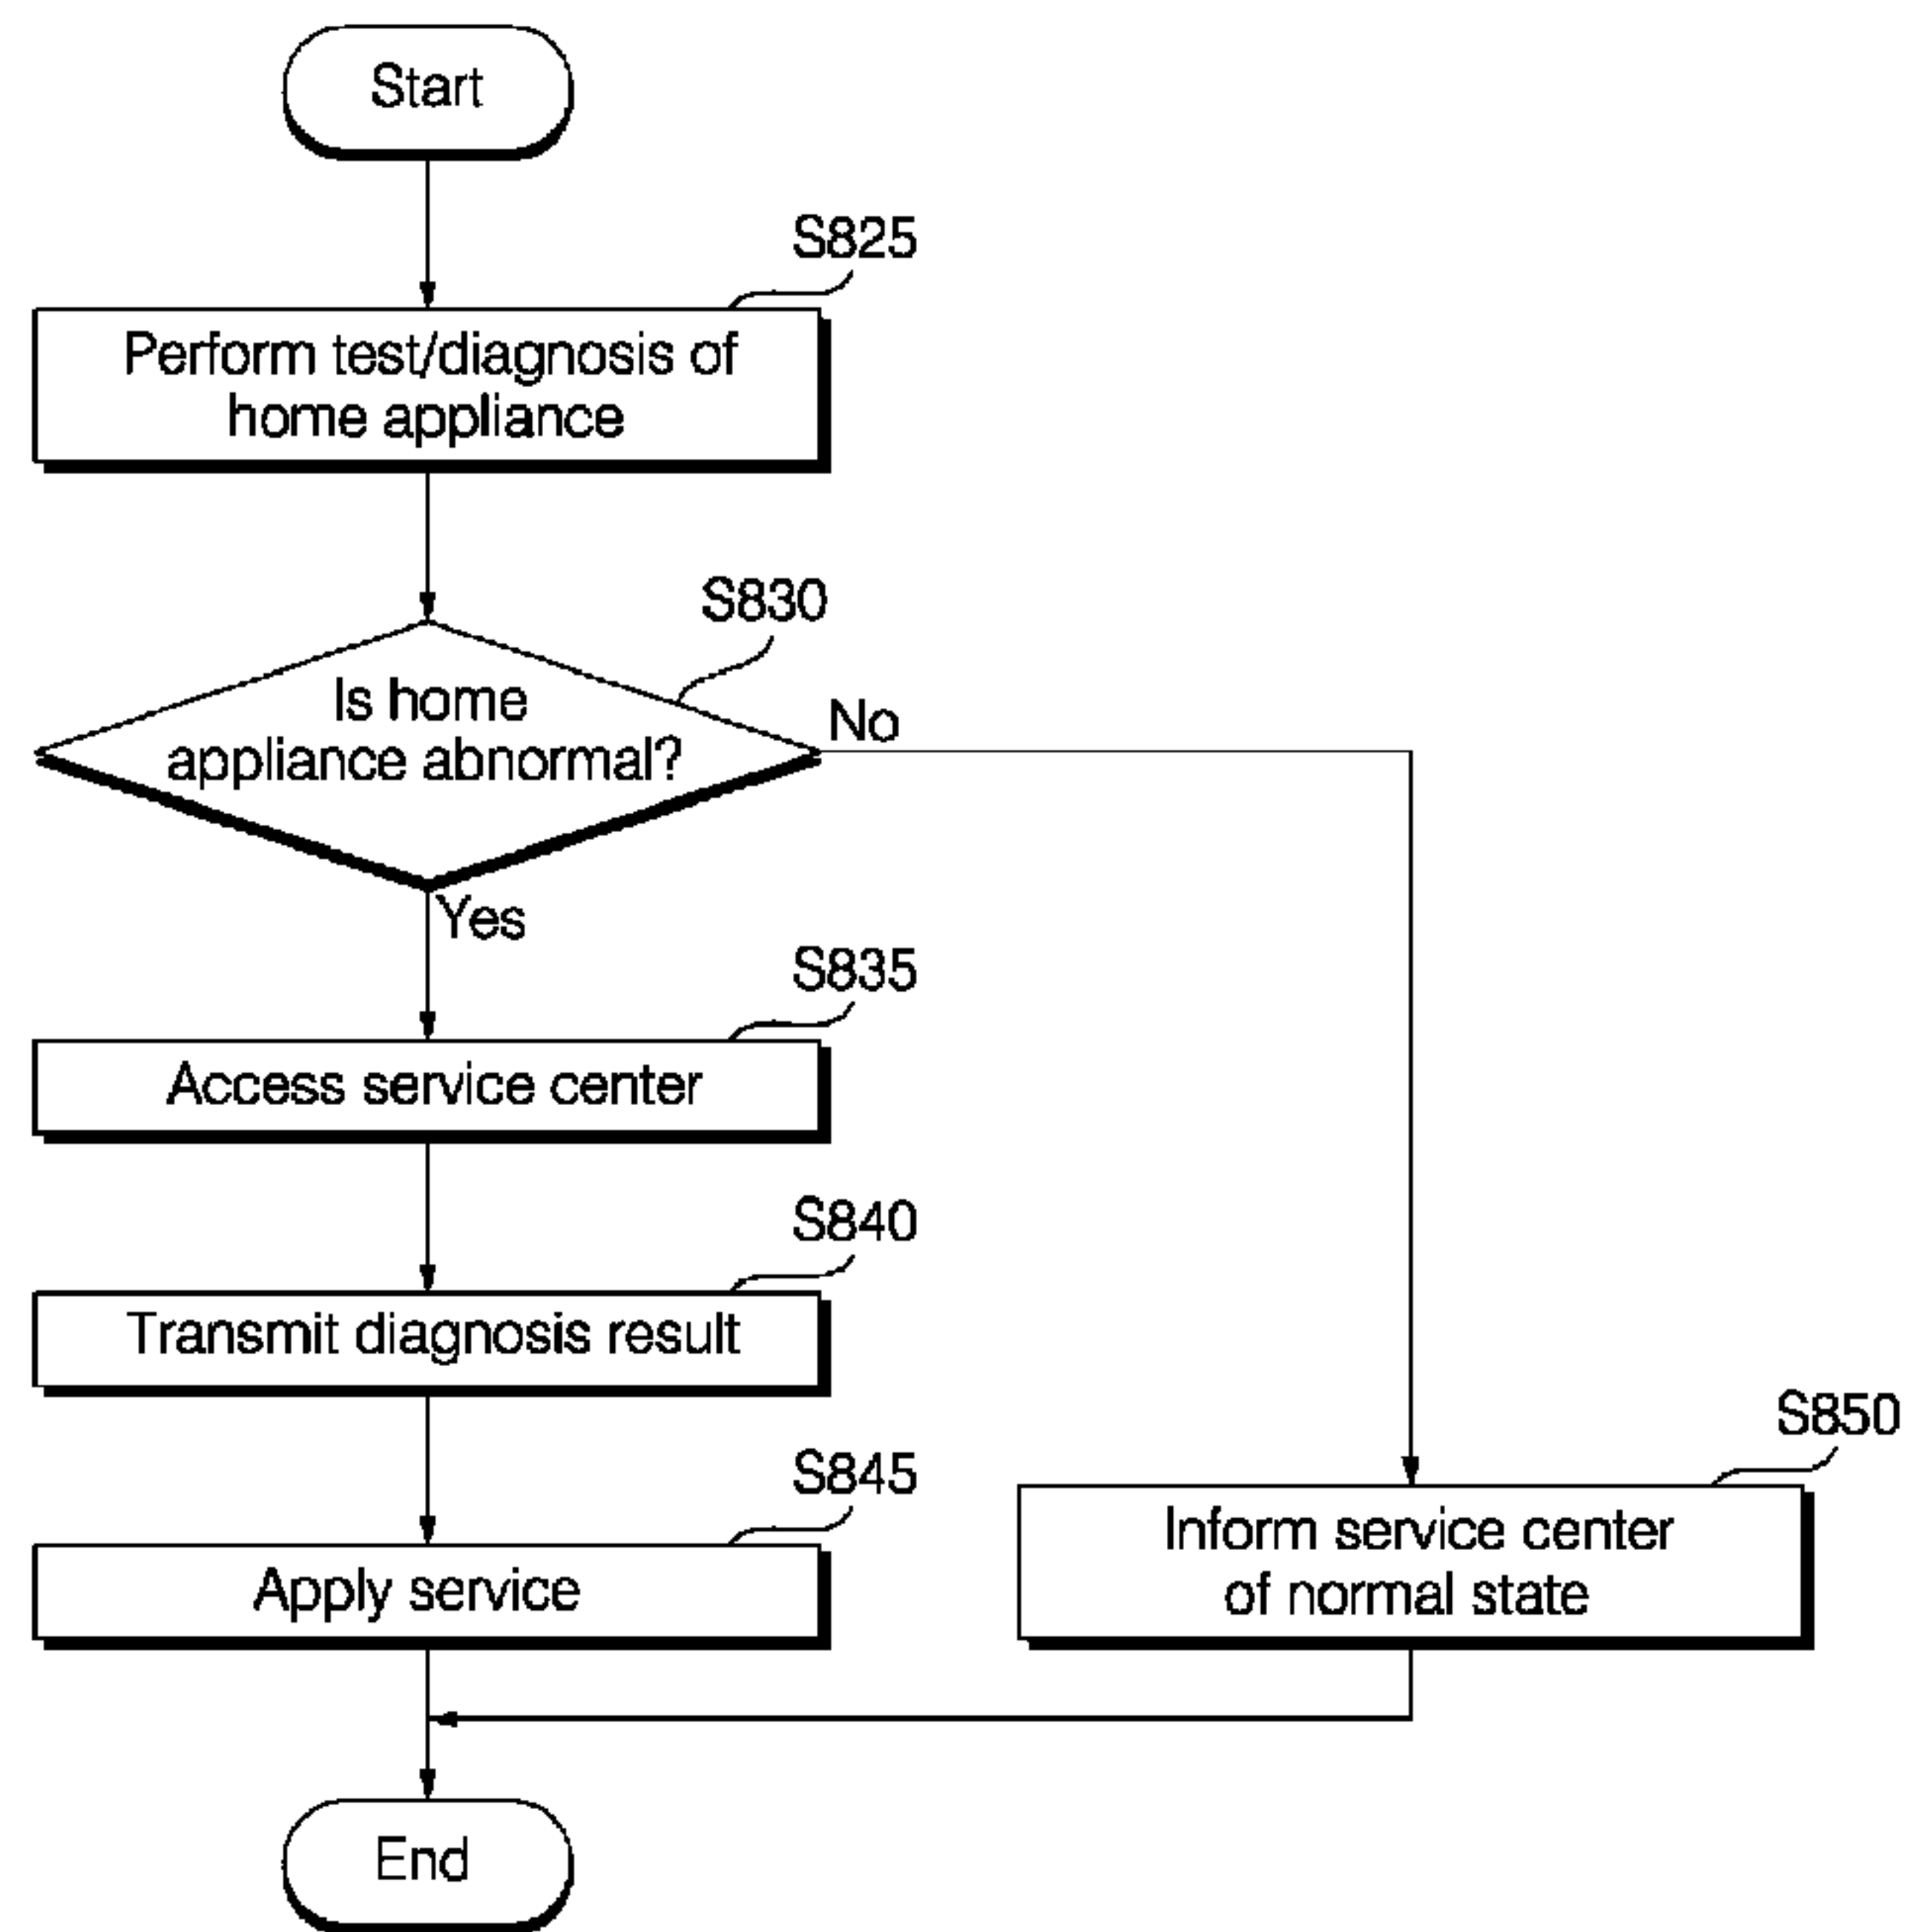 Start
S825
Perform test/diagnosis of
home appliance
S830
Is home
appliance abnormal?
No
Yes
S835
Access service center
S840
Transmit diagnosis result
S845
Apply service
S850
Inform service center
of normal state
End